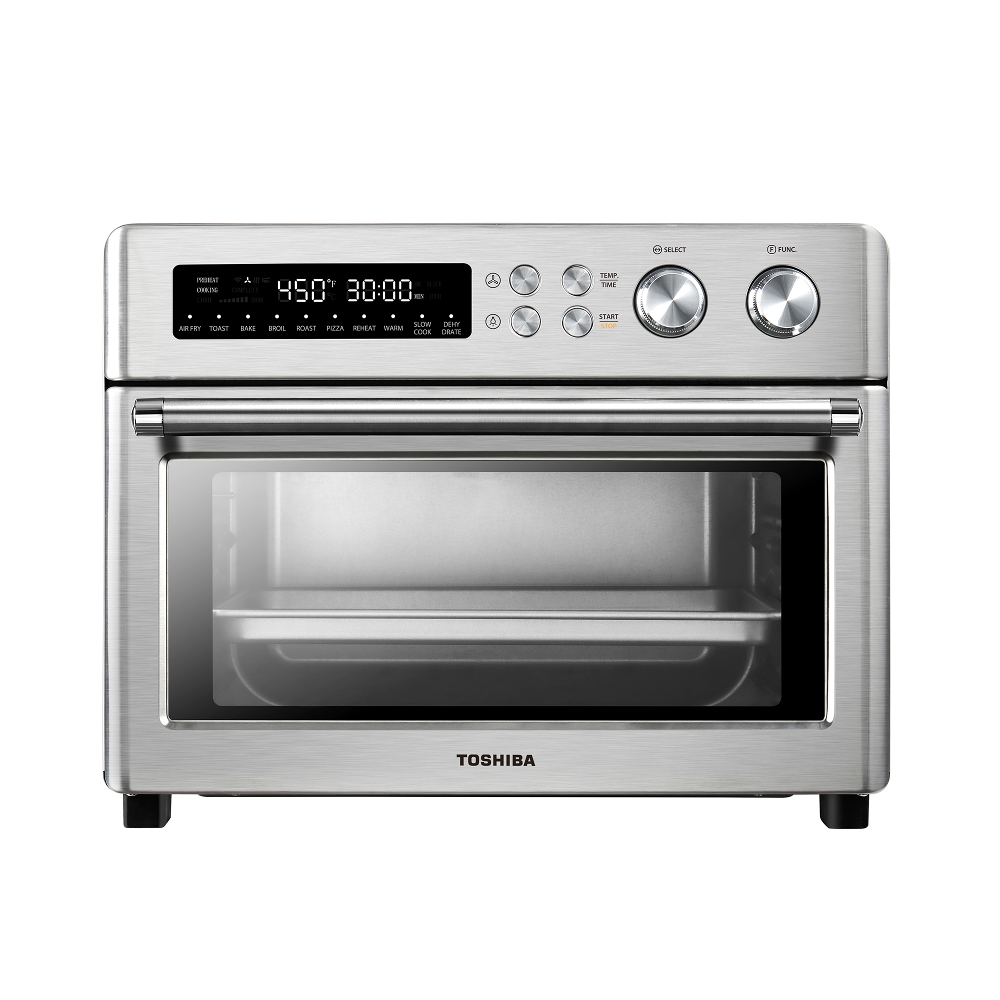 SELECT
F FUNC.
PREHEAT
COOKING COMPLETE
LIGHT DARK
450°F
°C
30:00
HR SLICE
MIN INCH
AIR FRY TOAST BAKE BROIL ROAST PIZZA REHEAT WARM SLOW COOK DEHY DRATE
TEMP.
TIME
START
STOP
TOSHIBA